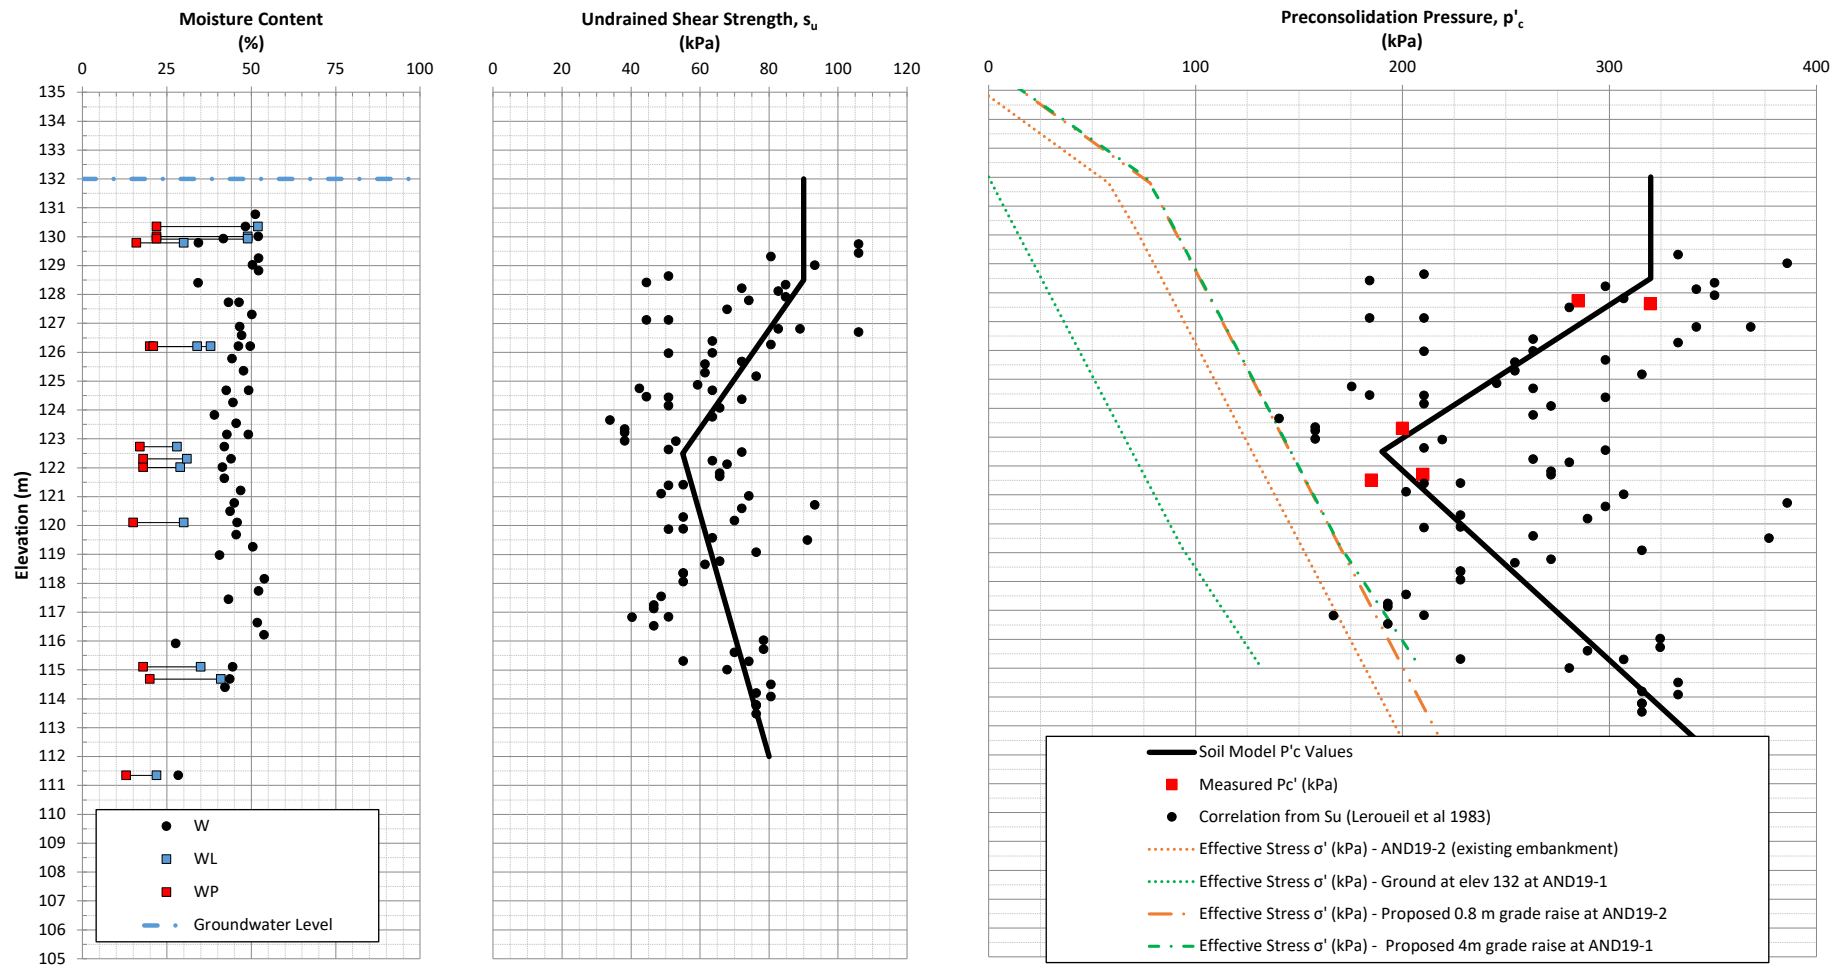 Moisture Content
(%)
0 25 50 75 100
Undrained Shear Strength, su
(kPa)
0 20 40 60 80 100 120
Preconsolidation Pressure, p'c
(kPa)
0 100 200 300 400
Elevation (m)
135
134
133
132
131
130
129
128
127
126
125
124
123
122
121
120
119
118
117
116
115
114
113
112
111
110
109
108
107
106
105
W
WL
WP
Groundwater Level
Soil Model P'c Values
Measured Pc' (kPa)
Correlation from Su (Leroueil et al 1983)
Effective Stress σ' (kPa) - AND19-2 (existing embankment)
Effective Stress σ' (kPa) - Ground at elev 132 at AND19-1
Effective Stress σ' (kPa) - Proposed 0.8 m grade raise at AND19-2
Effective Stress σ' (kPa) - Proposed 4m grade raise at AND19-1